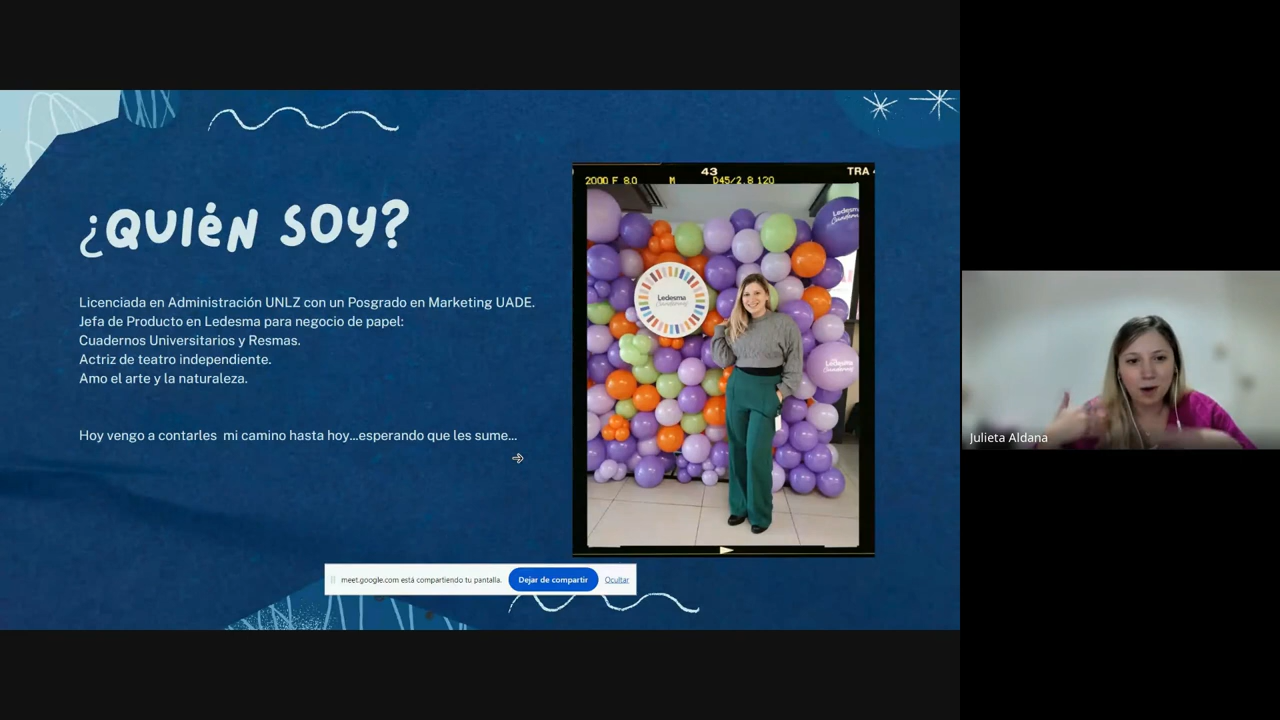 43
TRA
2000 F 8.0 M D45/2.8 120
¿QUIÉN SOY?
Ledesma
Ledesma
Licenciada en Administración UNLZ con un Posgrado en Marketing UADE.
Jefa de Producto en Ledesma para negocio de papel:
Cuadernos Universitarios y Resmas.
Actriz de teatro independiente.
Amo el arte y la naturaleza.
Ledesma
Hoy vengo a contarles mi camino hasta hoy...esperando que les sume...
Julieta Aldana
meet.google.com está compartiendo tu pantalla.
Dejar de compartir
Ocultar